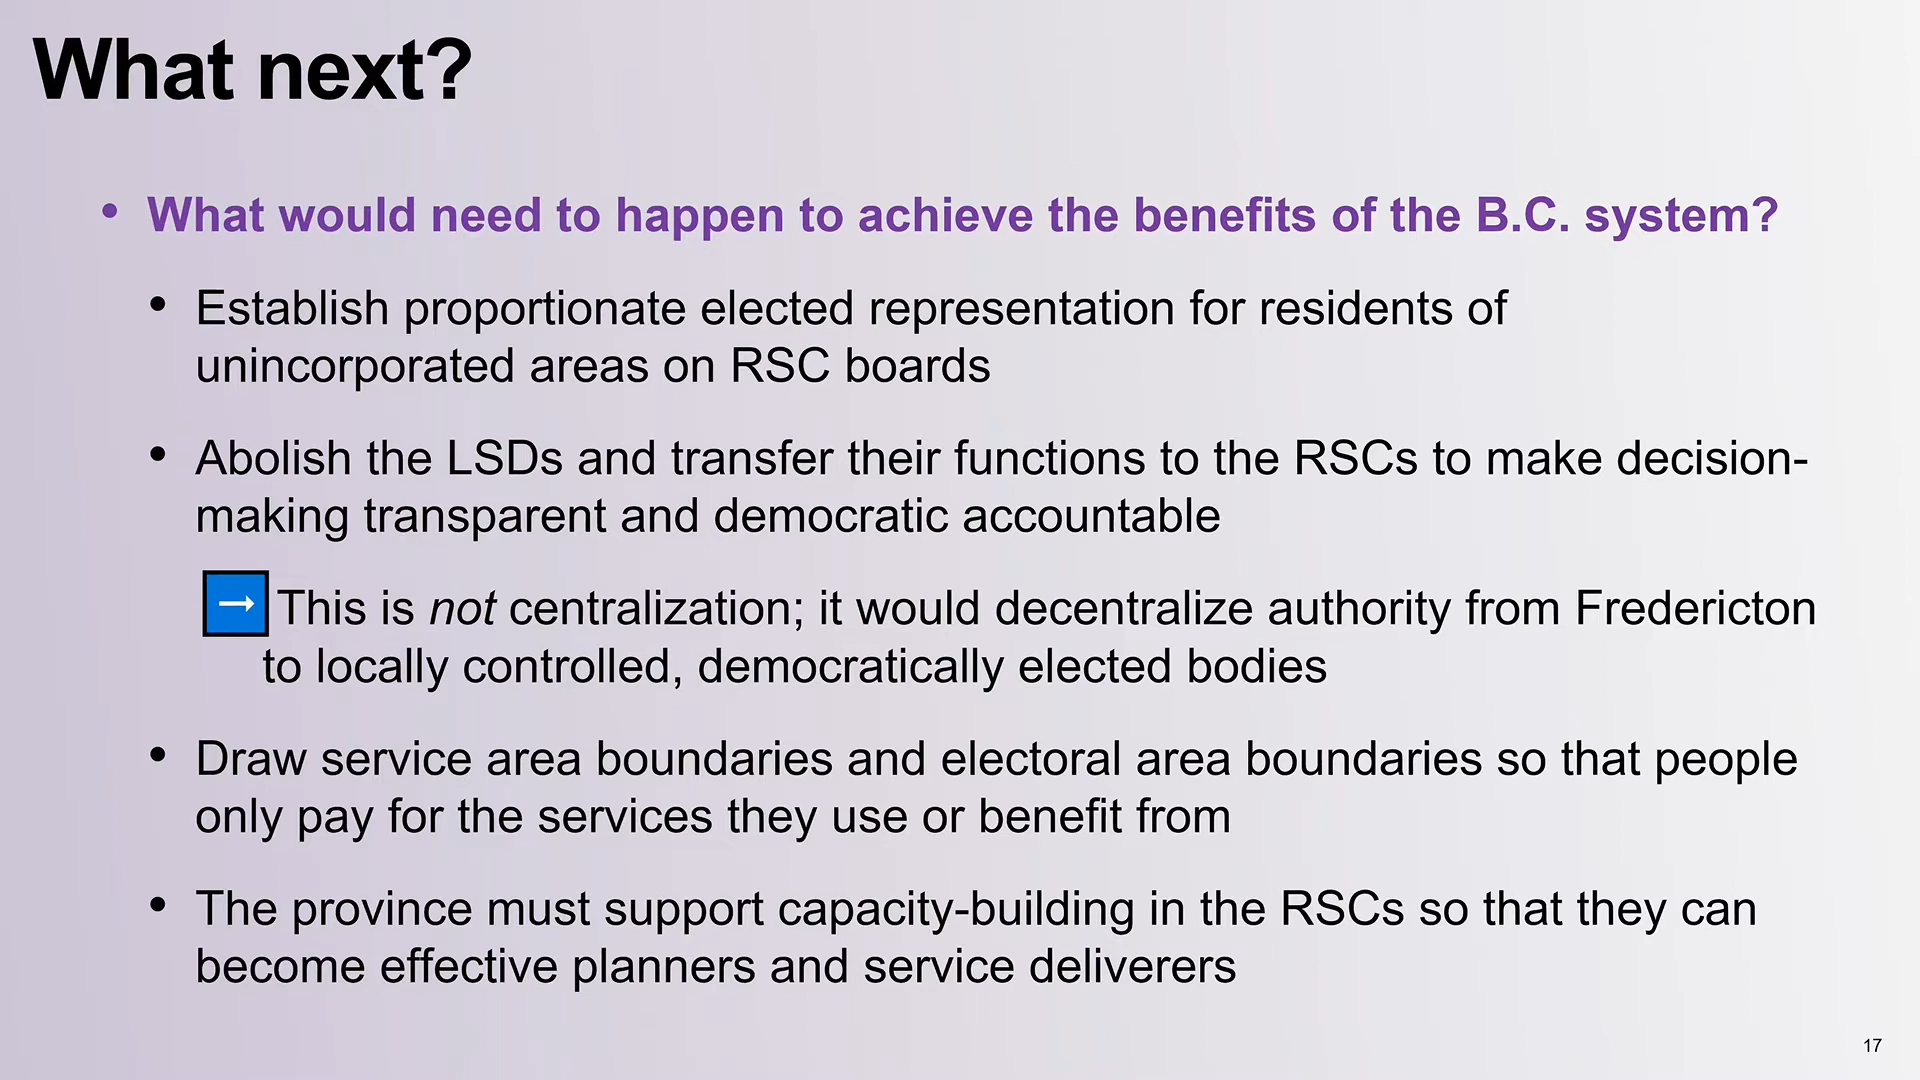 What next?
• What would need to happen to achieve the benefits of the B.C. system?
• Establish proportionate elected representation for residents of
unincorporated areas on RSC boards
• Abolish the LSDs and transfer their functions to the RSCs to make decision-
making transparent and democratic accountable
➡ This is not centralization; it would decentralize authority from Fredericton
to locally controlled, democratically elected bodies
• Draw service area boundaries and electoral area boundaries so that people
only pay for the services they use or benefit from
• The province must support capacity-building in the RSCs so that they can
become effective planners and service deliverers
17